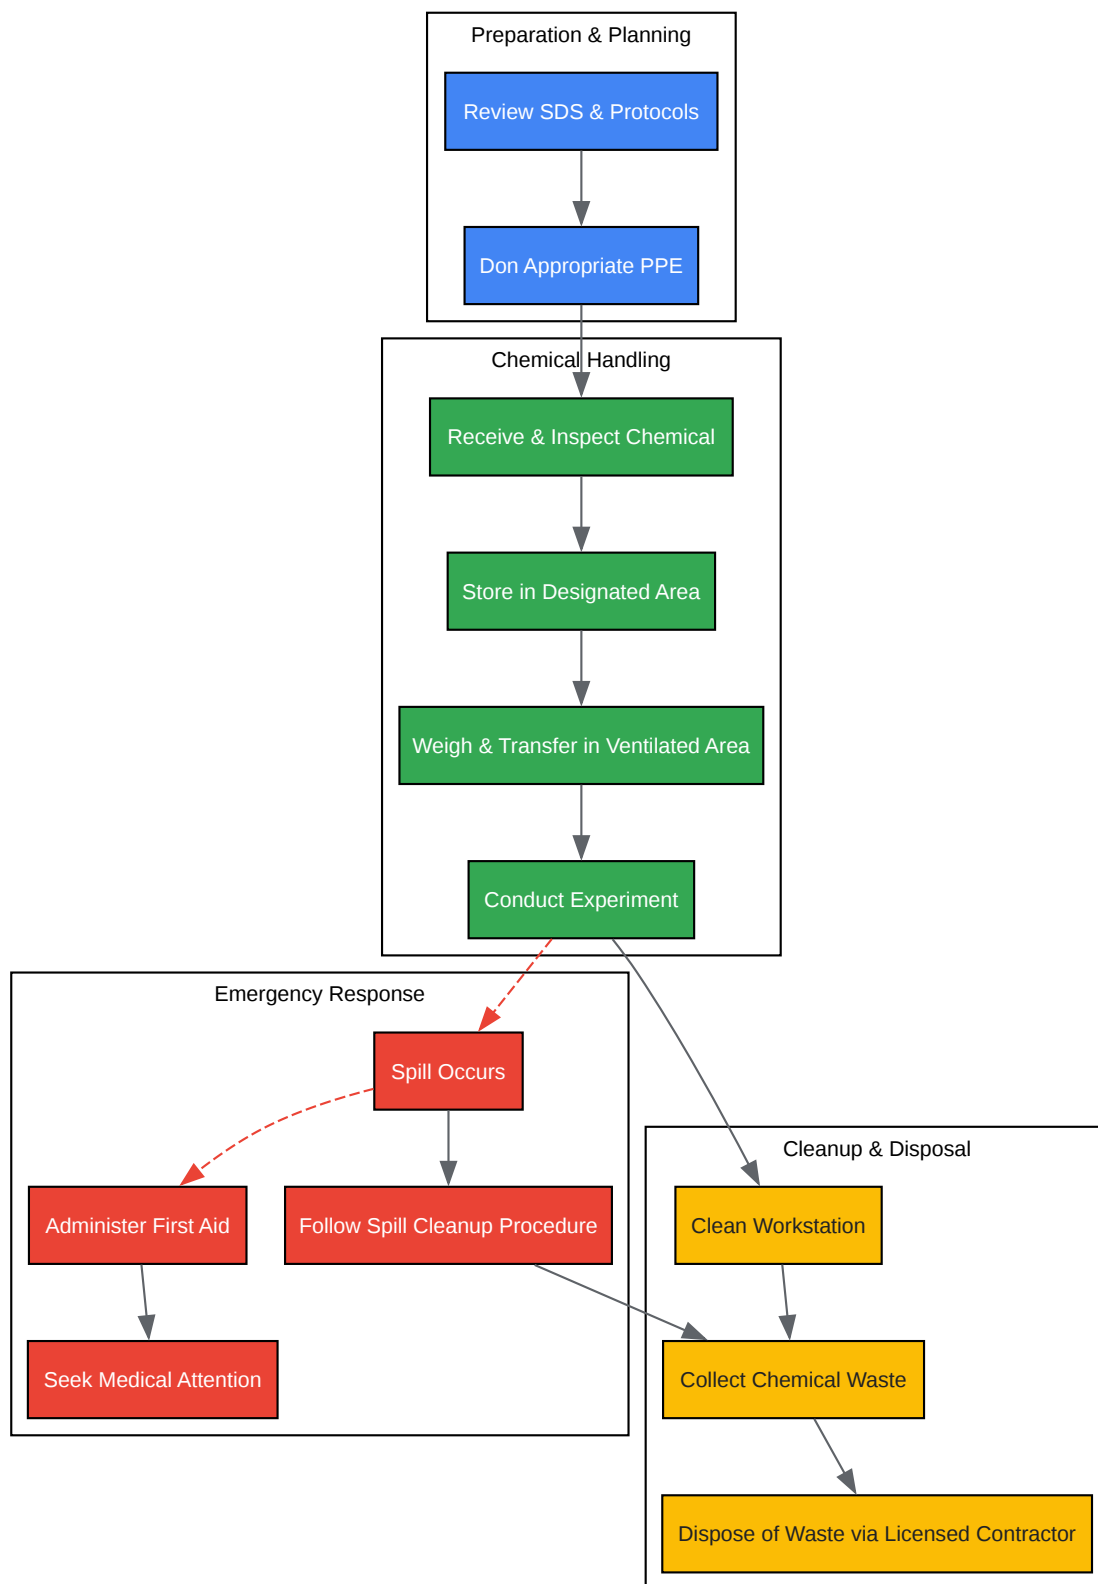 Preparation & Planning
Review SDS & Protocols
Don Appropriate PPE
Chemical Handling
Receive & Inspect Chemical
Store in Designated Area
Weigh & Transfer in Ventilated Area
Conduct Experiment
Emergency Response
Spill Occurs
Administer First Aid
Follow Spill Cleanup Procedure
Seek Medical Attention
Cleanup & Disposal
Clean Workstation
Collect Chemical Waste
Dispose of Waste via Licensed Contractor